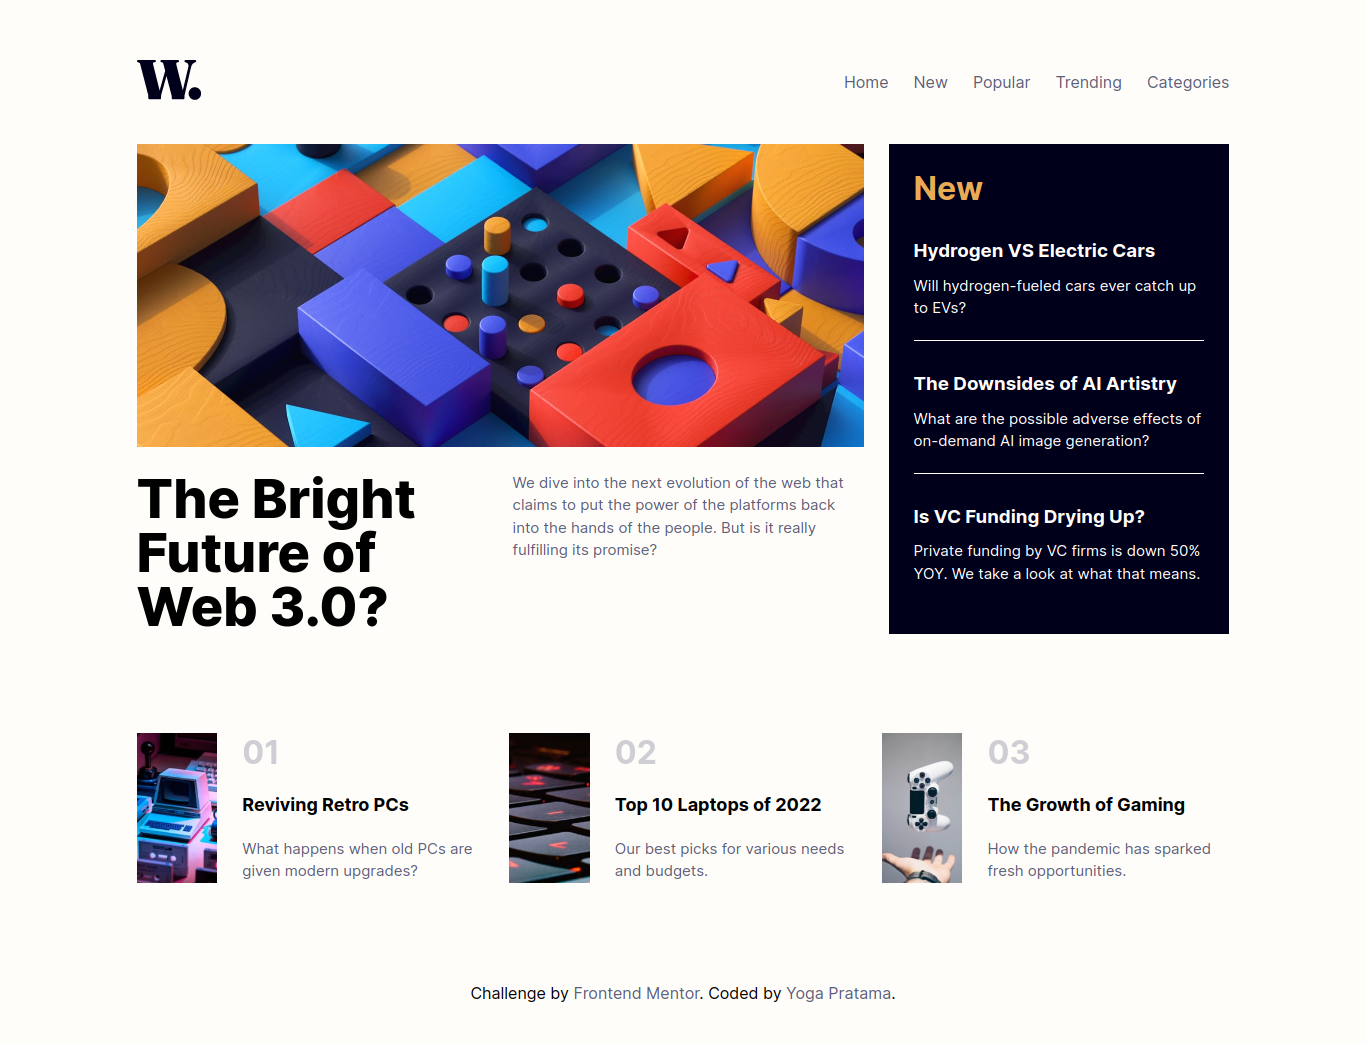 W.
Home New Popular Trending Categories
New
Hydrogen VS Electric Cars
Will hydrogen-fueled cars ever catch up
to EVs?
The Downsides of AI Artistry
What are the possible adverse effects of
on-demand AI image generation?
Is VC Funding Drying Up?
Private funding by VC firms is down 50%
YOY. We take a look at what that means.
The Bright
Future of
Web 3.0?
We dive into the next evolution of the web that
claims to put the power of the platforms back
into the hands of the people. But is it really
fulfilling its promise?
01
Reviving Retro PCs
What happens when old PCs are
given modern upgrades?
02
Top 10 Laptops of 2022
Our best picks for various needs
and budgets.
03
The Growth of Gaming
How the pandemic has sparked
fresh opportunities.
Challenge by Frontend Mentor. Coded by Yoga Pratama.